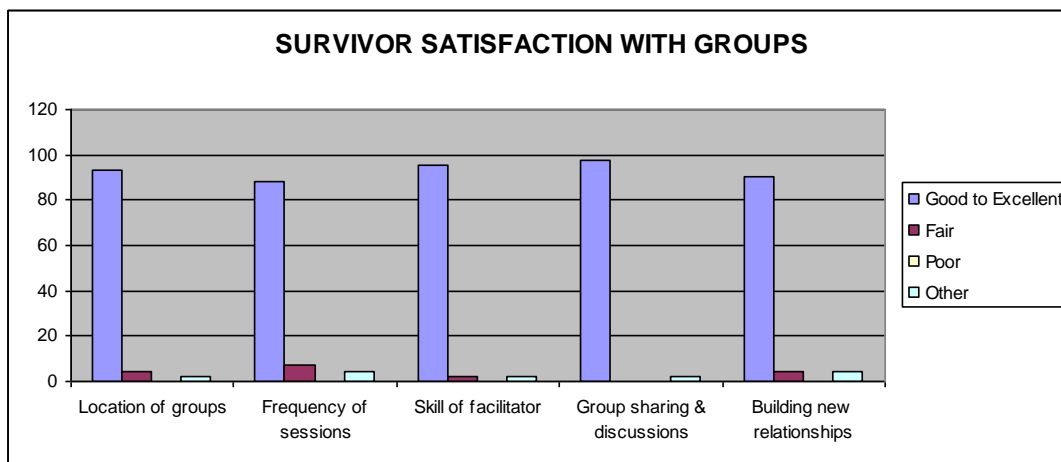 SURVIVOR SATISFACTION WITH GROUPS
120
100
80
60
40
20
0
Location of groups
Frequency of
sessions
Skill of facilitator
Group sharing &
discussions
Building new
relationships
Good to Excellent
Fair
Poor
Other